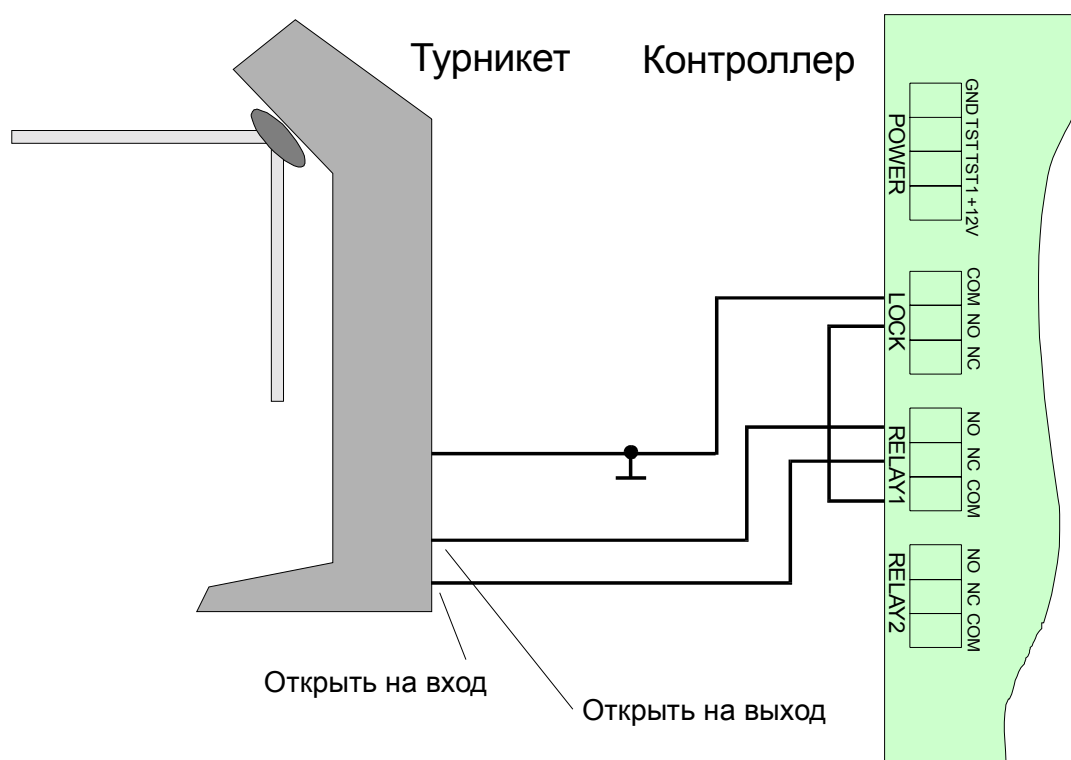 Турникет
Контроллер
POWER
GND
TST
TST1
+12V
LOCK
COM
NO
NC
RELAY1
NO
NC
COM
RELAY2
NO
NC
COM
Открыть на вход
Открыть на выход